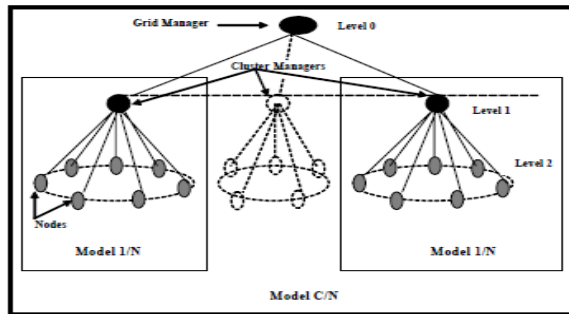 Grid Manager
Level 0
Cluster Managers
Level 1
Level 2
Nodes
Model 1/N
Model 1/N
Model C/N